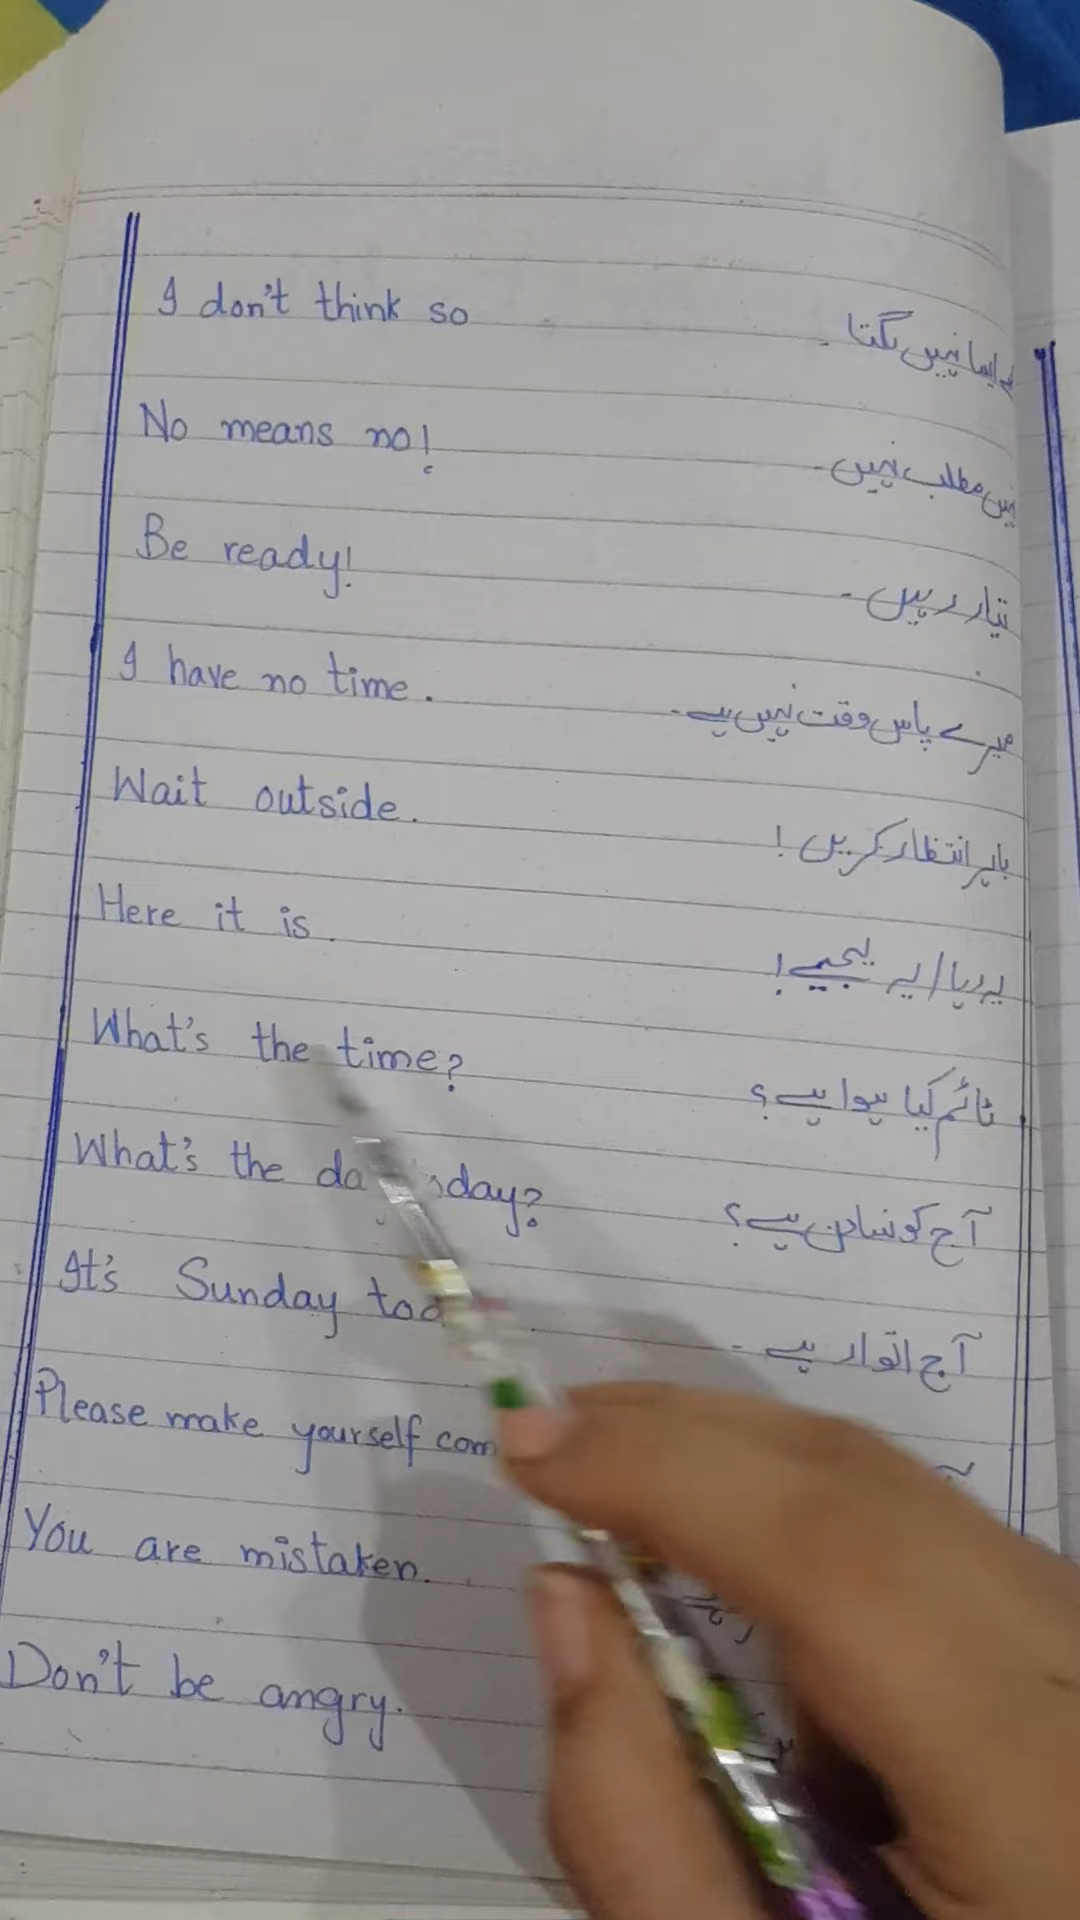 I don't think so ایسا نہیں لگتا -
No means no! نہیں مطلب نہیں -
Be ready! تیار رہیں -
I have no time. میرے پاس وقت نہیں ہے -
Wait outside. باہر انتظار کریں !
Here it is. یہ رہا / یہ لیجیے !
What's the time? ٹائم کیا ہوا ہے؟
What's the آج کونسا دن ہے؟
It's Sunday آج اتوار ہے -
Please make yourself
You are mistaken.
Don't be angry.